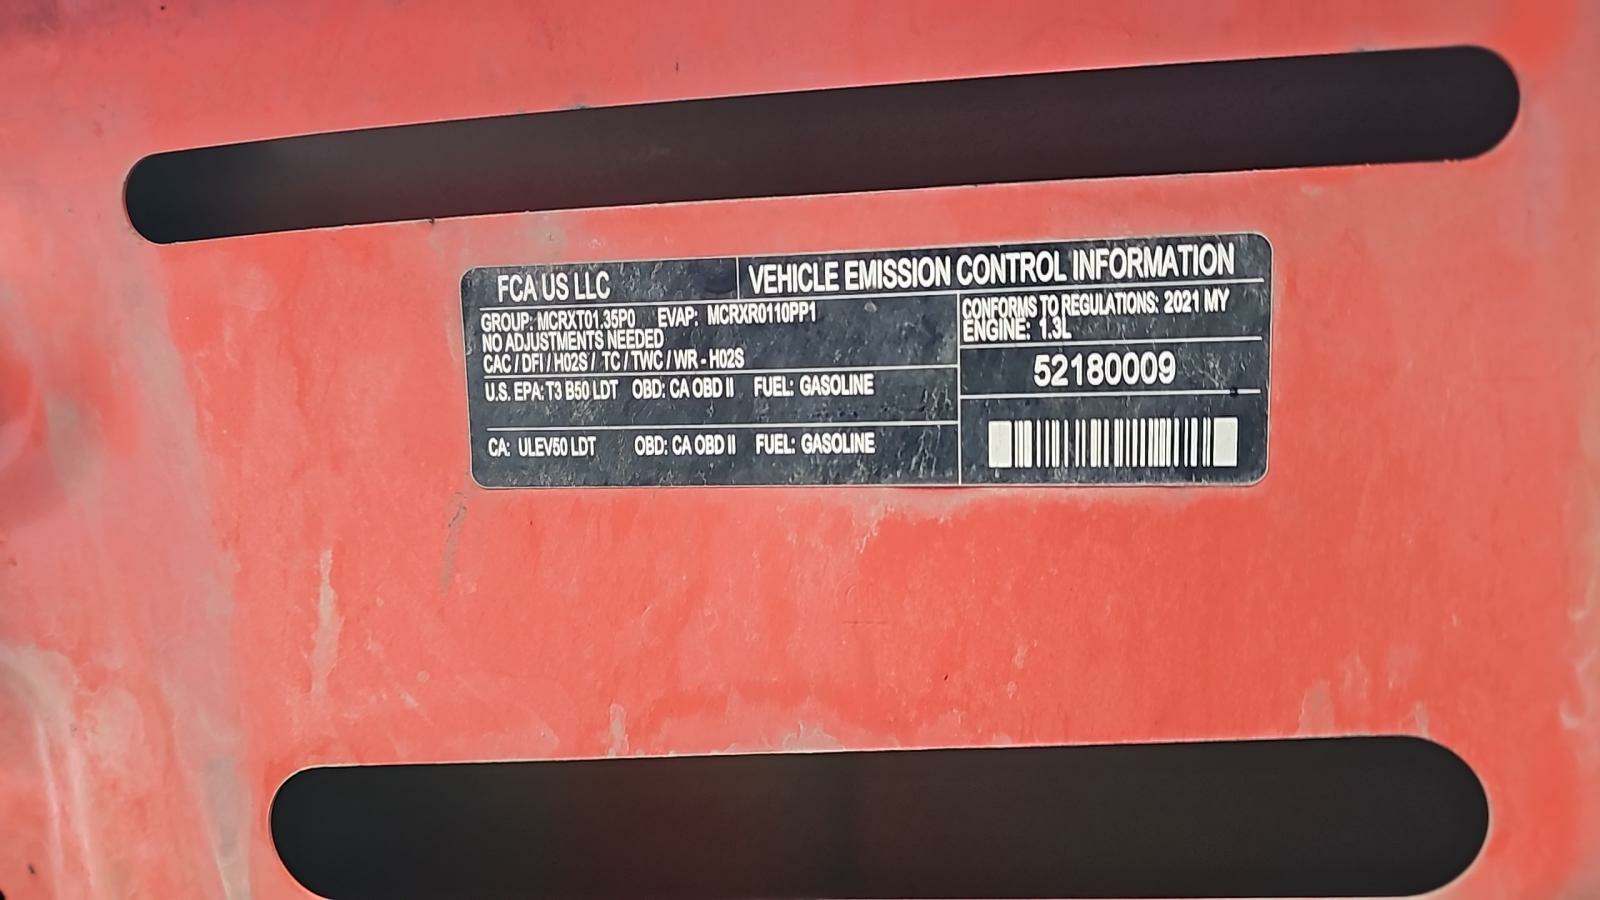 FCA US LLC
VEHICLE EMISSION CONTROL INFORMATION
GROUP: MCRXT01.35P0 EVAP: MCRXR0110PP1
NO ADJUSTMENTS NEEDED
CAC / DFI / H02S / TC / TWC / WR - H02S
U.S. EPA: T3 B50 LDT OBD: CA OBD II FUEL: GASOLINE
CA: ULEV50 LDT OBD: CA OBD II FUEL: GASOLINE
CONFORMS TO REGULATIONS: 2021 MY
ENGINE: 1.3L
52180009